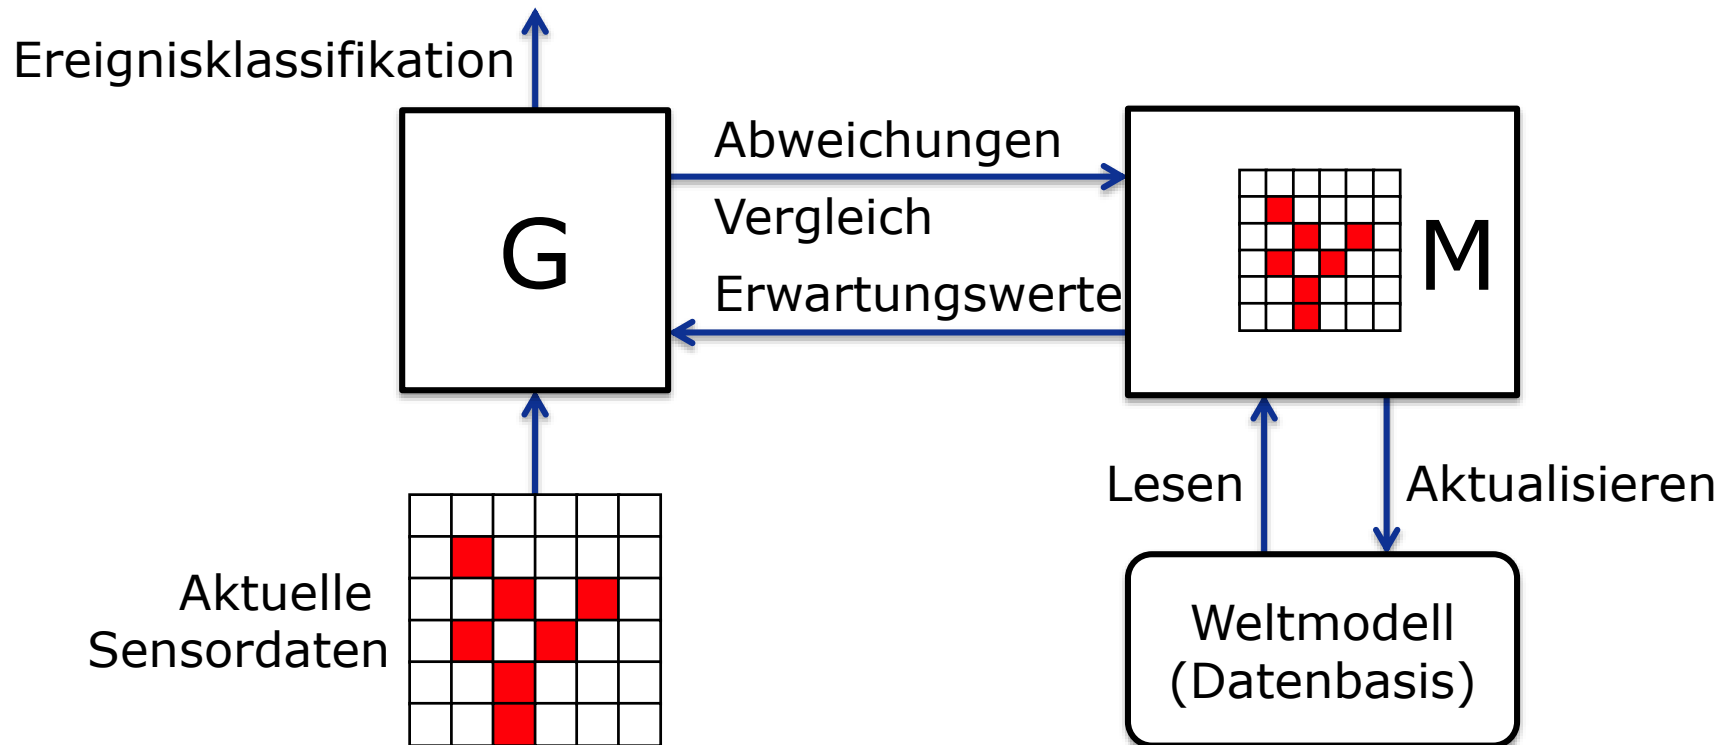 Ereignisklassifikation
G
Abweichungen
Vergleich
Erwartungswerte
M
Lesen
Aktualisieren
Aktuelle
Sensordaten
Weltmodell
(Datenbasis)